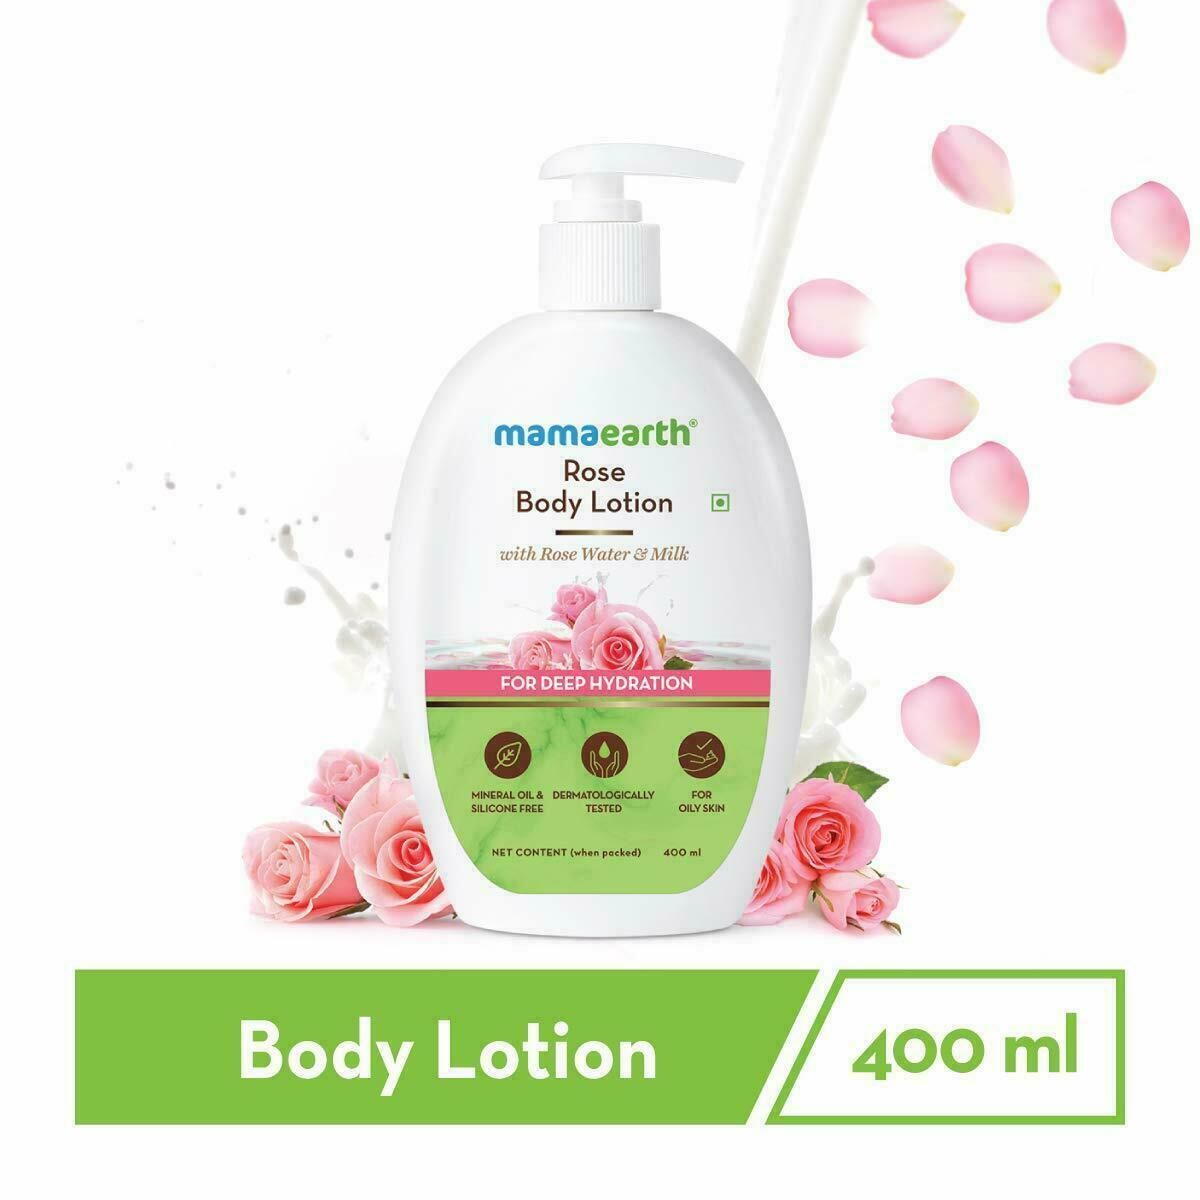 mamaearth®
Rose
Body Lotion
with Rose Water & Milk
FOR DEEP HYDRATION
MINERAL OIL &
SILICONE FREE
DERMATOLOGICALLY
TESTED
FOR
OILY SKIN
NET CONTENT (when packed) 400 ml
Body Lotion
400 ml